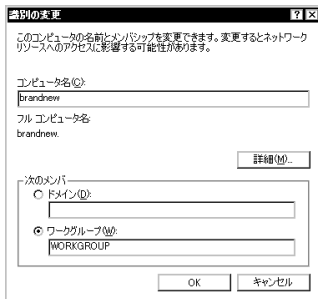 識別の変更
このコンピュータの名前とメンバシップを変更できます。変更するとネットワーク
リソースへのアクセスに影響する可能性があります。
コンピュータ名(C):
brandnew
フル コンピュータ名:
brandnew.
詳細(M)...
次のメンバ
ドメイン(D):
ワークグループ(W):
WORKGROUP
OK キャンセル